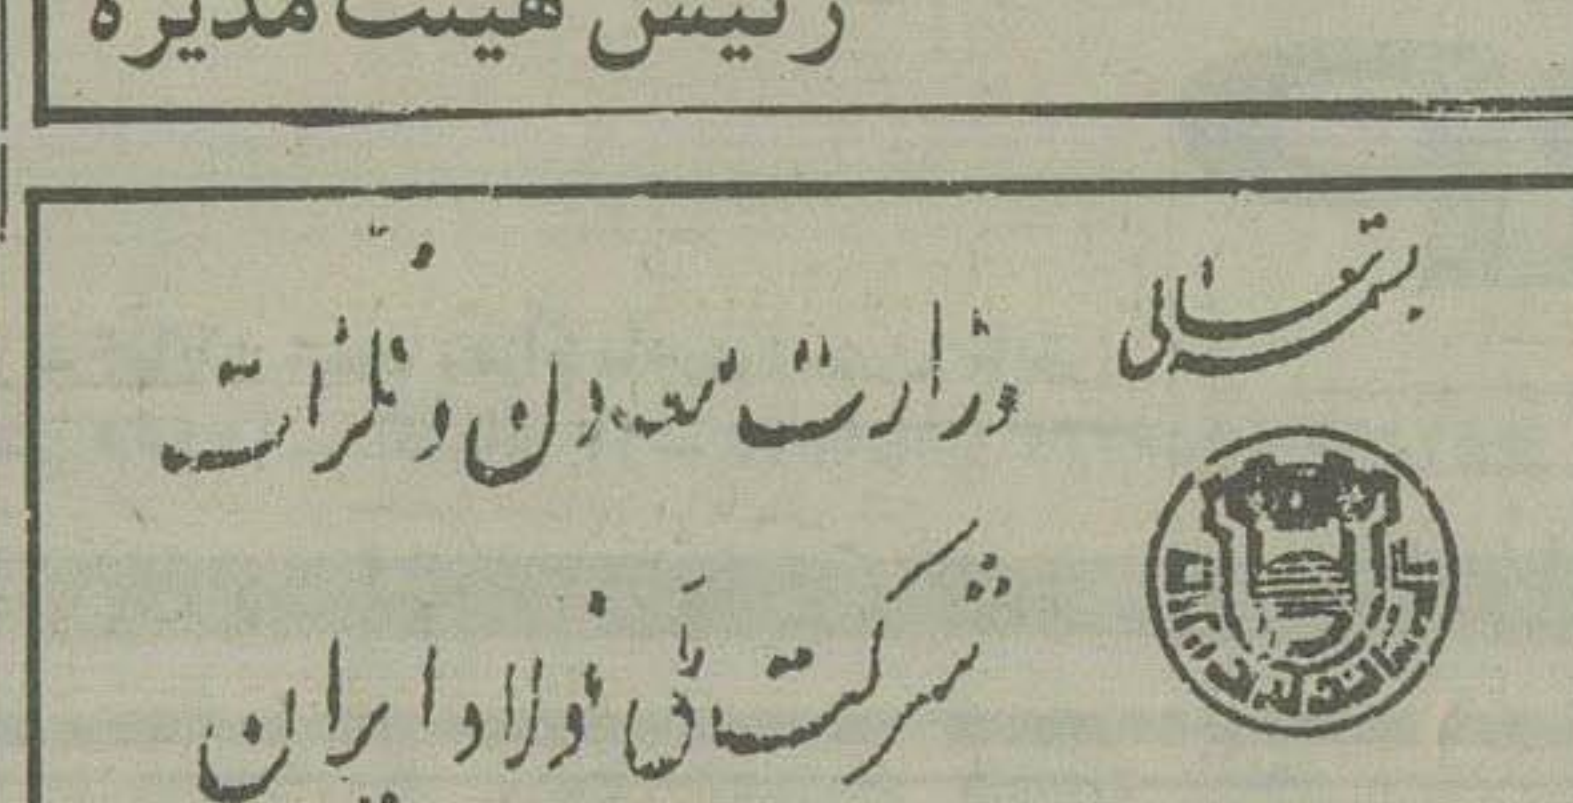 رئیس هیئت مدیره
بسمه تعالی
وزارت معادن و فلزات
شرکت ملی فولاد ایران